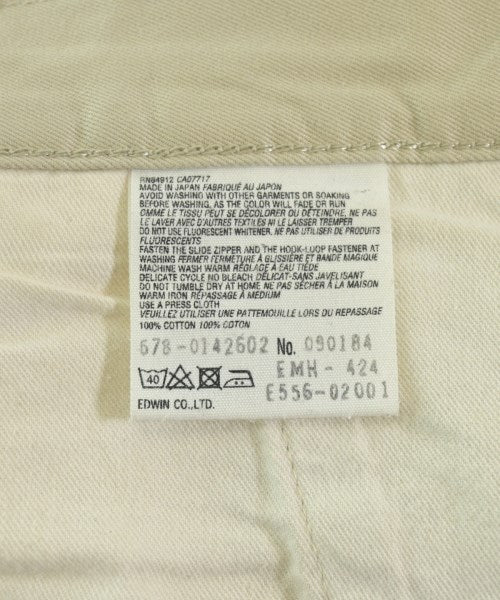 RN84912 CA07717
MADE IN JAPAN FABRIQUÉ AU JAPON
AVOID WASHING WITH OTHER GARMENTS OR SOAKING
BEFORE WASHING, AS THE COLOR WILL FADE OR RUN
OMME LE TISSU PEUT SE DÉCOLORER OU DÉTEINDRE, NE PAS
LE LAVER AVEC D'AUTRES TEXTILES NI LE LAISSER TREMPER
DO NOT USE FLUORESCENT WHITENER. NE PAS UTILISER DE PRODUITS
FLUORESCENTS
FASTEN THE SLIDE ZIPPER AND THE HOOK-LOOP FASTENER AT
WASHING FERMER FERMETURE À GLISSIÈRE ET BANDE MAGIQUE
MACHINE WASH WARM RÉGLAGE À L'EAU TIÈDE
DELICATE CYCLE NO BLEACH DÉLICAT-SANS JAVELISANT
DO NOT TUMBLE DRY AT HOME NE PAS SÉCHER À LA MAISON
WARM IRON REPASSAGE À MEDIUM
USE A PRESS CLOTH
VEUILLEZ UTILISER UNE PATTEMOUILLE LORS DU REPASSAGE
100% COTTON 100% COTON
678-0142602 No. 090184
40 EMH-424
E556-02001
EDWIN CO.,LTD.